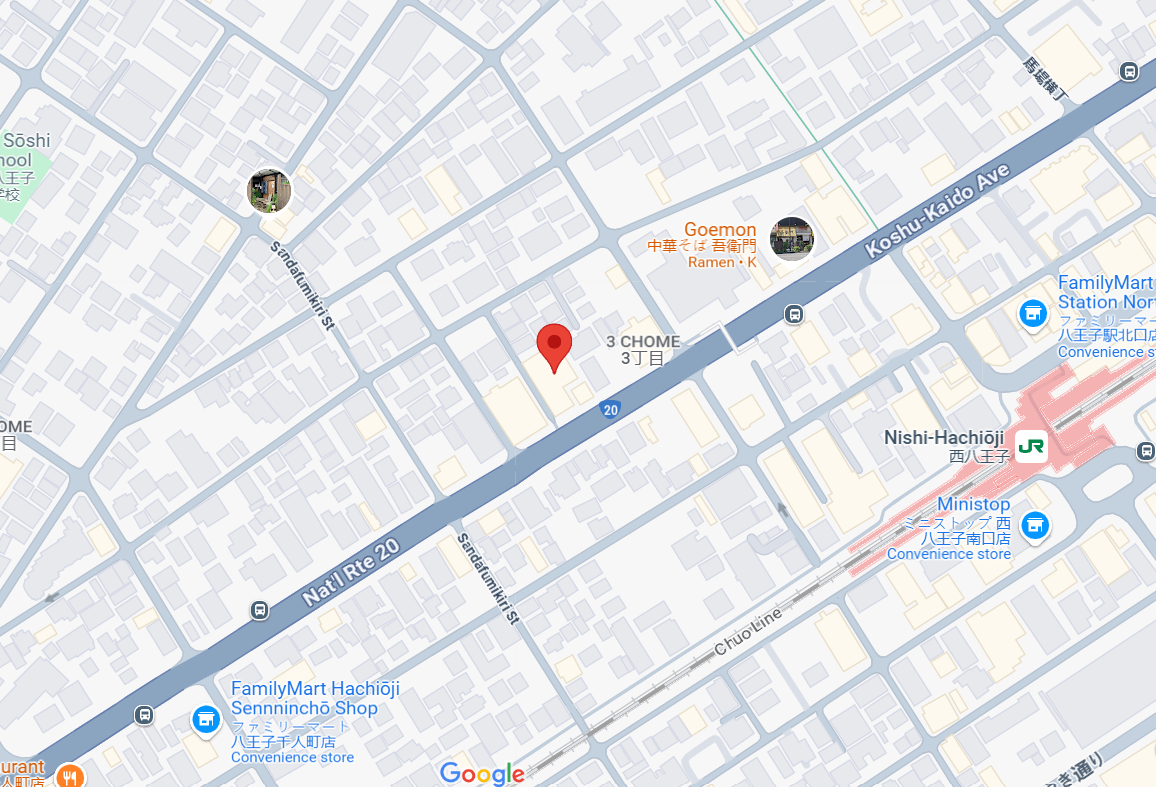 馬場横丁
Sōshi
八王子
学校
Koshu-Kaido Ave
Goemon
中華そば 吾衛門
Ramen • K
Sandafumikiri St
FamilyMart
Station Nort
ファミリーマー
八王子駅北口店
Convenience s
3 CHOME
3丁目
20
OME
目
Nishi-Hachiōji
西八王子
JR
Ministop
ミニストップ 西
八王子南口店
Convenience store
Nat'l Rte 20
Sandafumikiri St
Chuo Line
FamilyMart Hachiōji
Sennninchō Shop
ファミリーマート
八王子千人町店
Convenience store
urant
人町店
Google
き通り